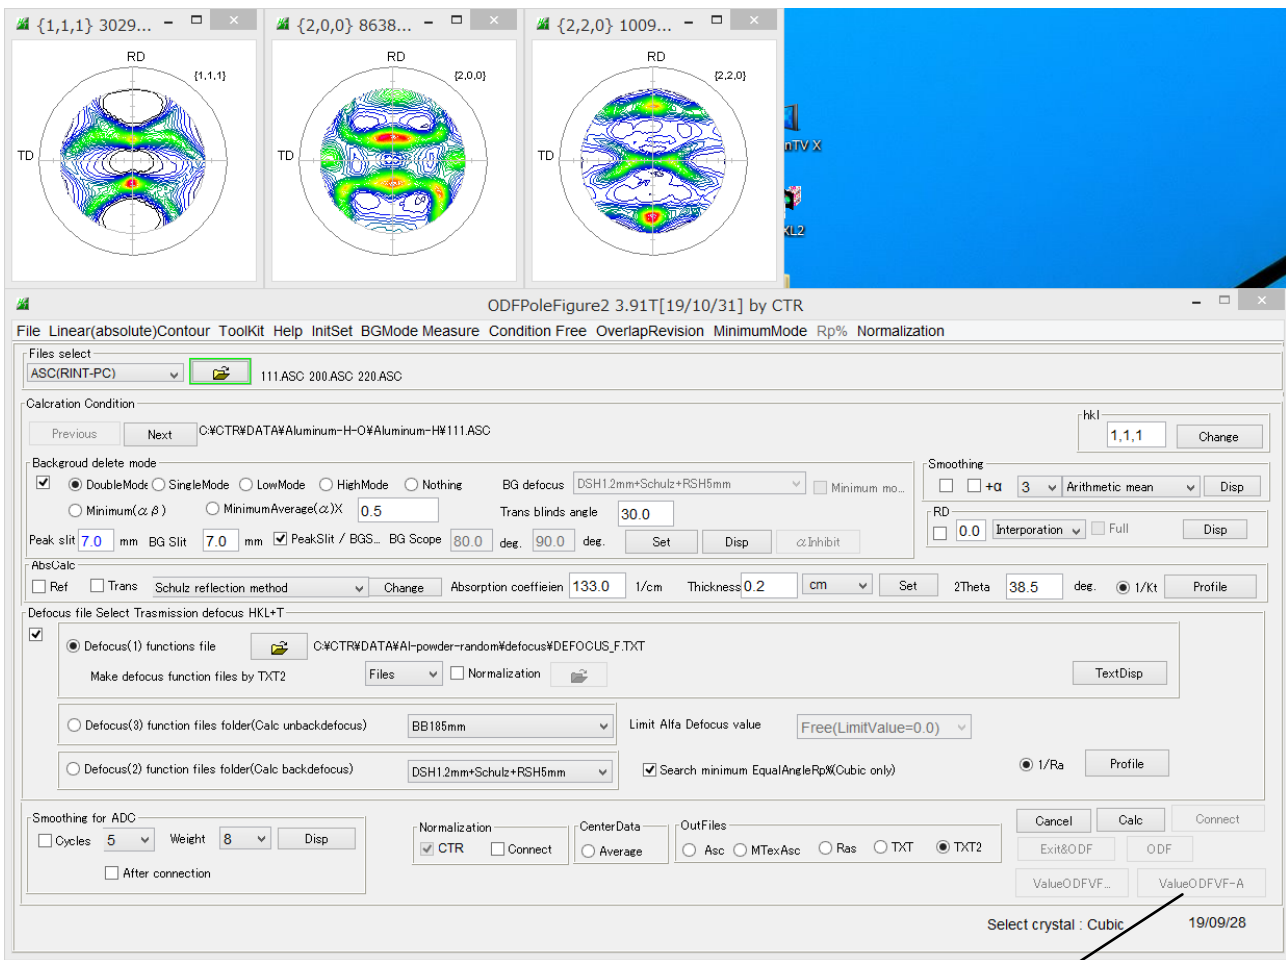 {1,1,1} 3029...
{2,0,0} 8638...
{2,2,0} 1009...
RD
{1,1,1}
TD
RD
{2,0,0}
RD
{2,2,0}
TD
nTV X
XL2
ODFPoleFigure2 3.91T[19/10/31] by CTR
File Linear(absolute)Contour ToolKit Help InitSet BGMode Measure Condition Free OverlapRevision MinimumMode Rp% Normalization
Files select
ASC(RINT-PC) 111.ASC 200.ASC 220.ASC
Calcration Condition
Previous Next C:¥CTR¥DATA¥Aluminum-H-O¥Aluminum-H¥111.ASC
hkl
1,1,1 Change
Backgroud delete mode
DoubleMode SingleMode LowMode HighMode Nothing BG defocus DSH1.2mm+Schulz+RSH5mm Minimum mo...
Minimum(αβ) MinimumAverage(α)X 0.5 Trans blinds angle 30.0
Peak slit 7.0 mm BG Slit 7.0 mm PeakSlit / BGS... BG Scope 80.0 deg. 90.0 deg. Set Disp αInhibit
Smoothing
+α 3 Arithmetic mean Disp
RD
0.0 Interporation Full Disp
AbsCalc
Ref Trans Schulz reflection method Change Absorption coeffieien 133.0 1/cm Thickness 0.2 cm Set 2Theta 38.5 deg. 1/Kt Profile
Defocus file Select Trasmission defocus HKL+T
Defocus(1) functions file C:¥CTR¥DATA¥Al-powder-random¥defocus¥DEFOCUS_F.TXT
Make defocus function files by TXT2 Files Normalization TextDisp
Defocus(3) function files folder(Calc unbackdefocus) BB185mm Limit Alfa Defocus value Free(LimitValue=0.0)
Defocus(2) function files folder(Calc backdefocus) DSH1.2mm+Schulz+RSH5mm Search minimum EqualAngleRp%(Cubic only) 1/Ra Profile
Smoothing for ADC
Cycles 5 Weight 8 Disp
After connection
Normalization
CTR Connect
CenterData
Average
OutFiles
Asc MTexAsc Ras TXT TXT2
Cancel Calc Connect
Exit&ODF ODF
ValueODFVF... ValueODFVF-A
Select crystal : Cubic 19/09/28